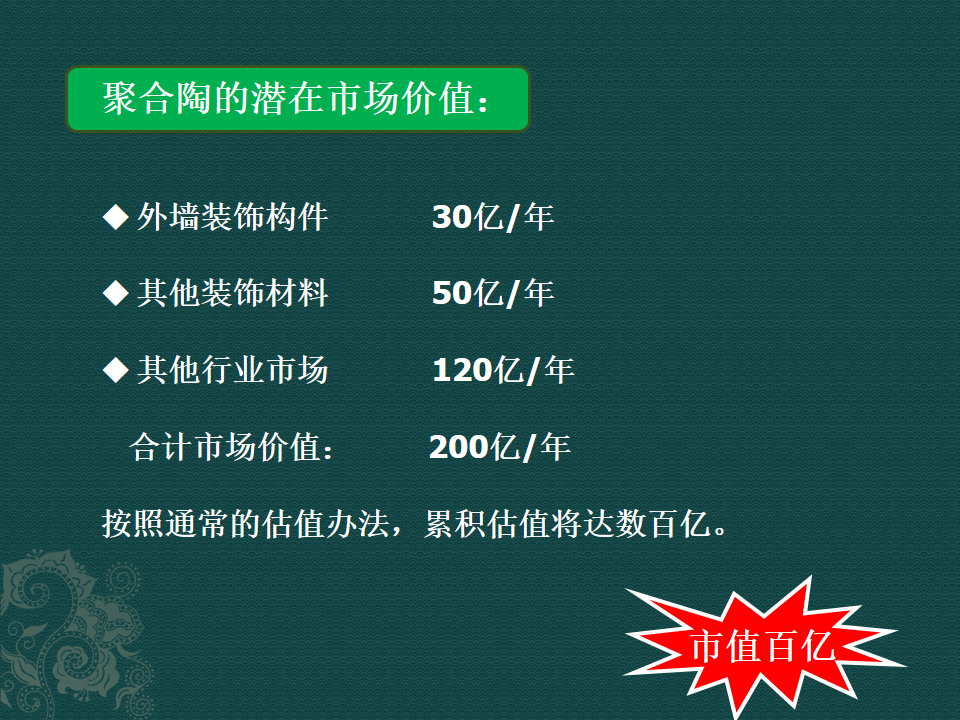 聚合陶的潜在市场价值：
◆ 外墙装饰构件 30亿/年
◆ 其他装饰材料 50亿/年
◆ 其他行业市场 120亿/年
合计市场价值： 200亿/年
按照通常的估值办法，累积估值将达数百亿。
市值百亿